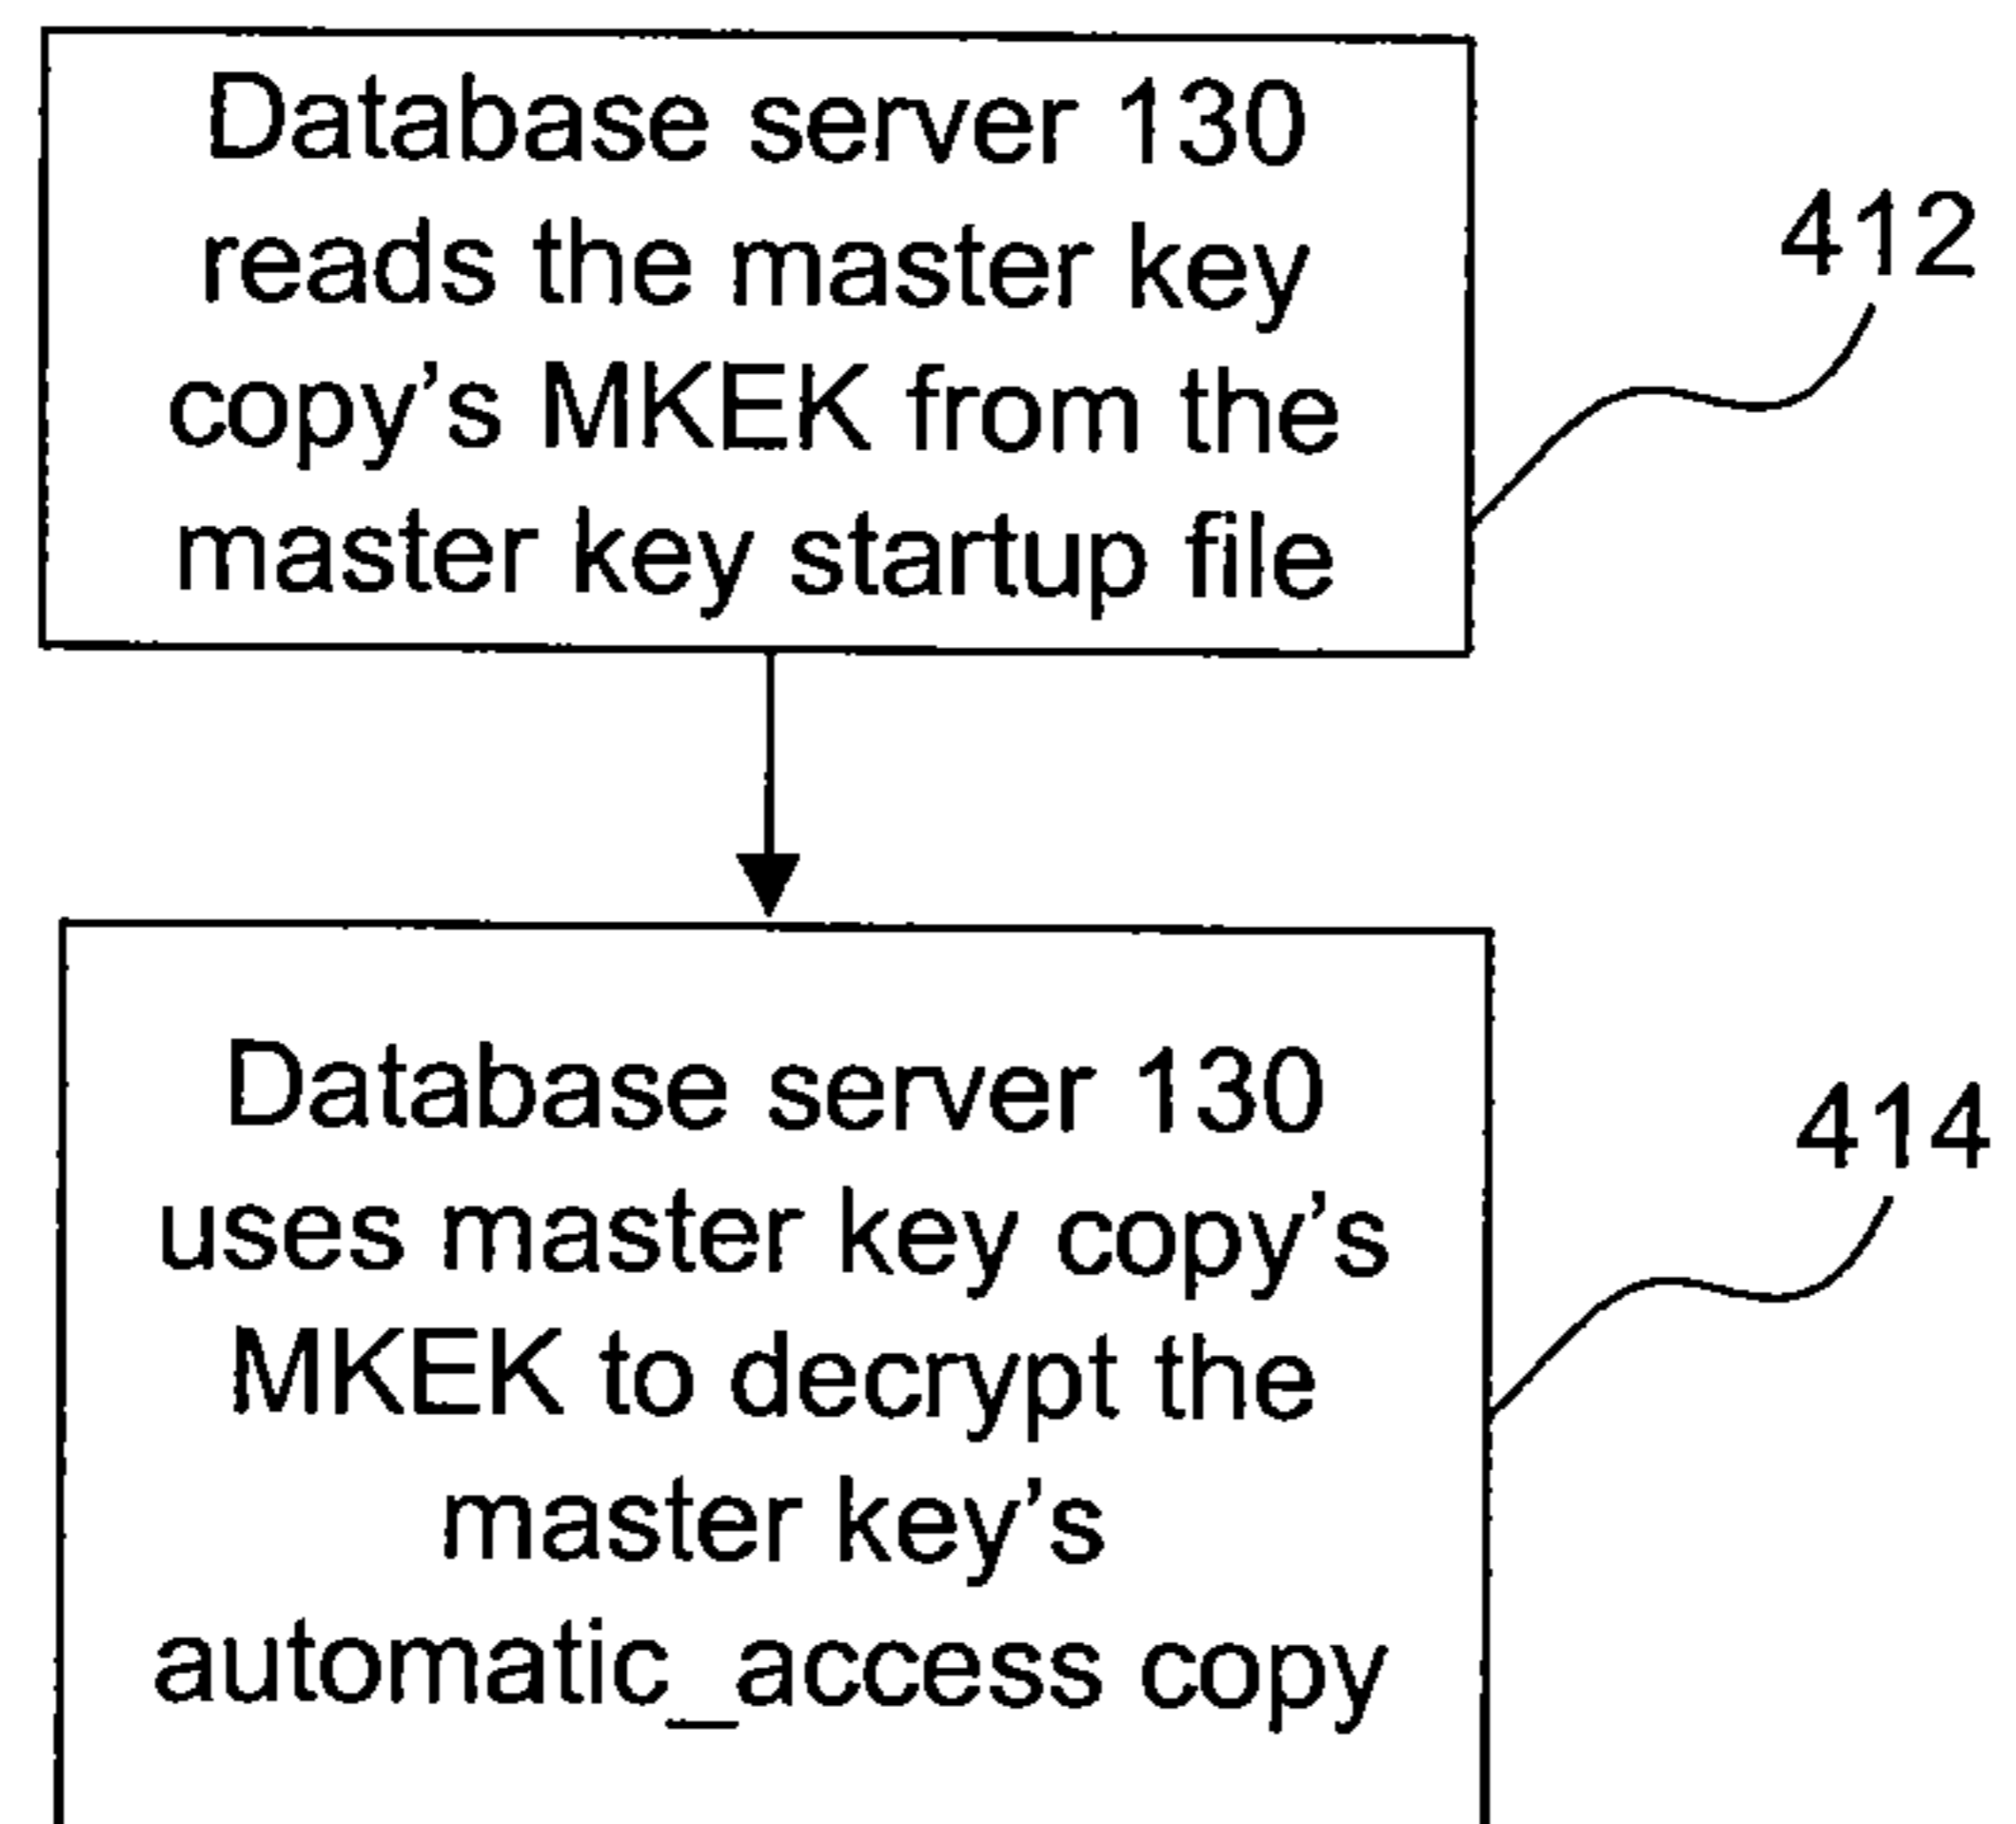 Database server 130
reads the master key
copy’s MKEK from the
master key startup file
412
Database server 130
uses master key copy’s
MKEK to decrypt the
master key’s
automatic_access copy
414